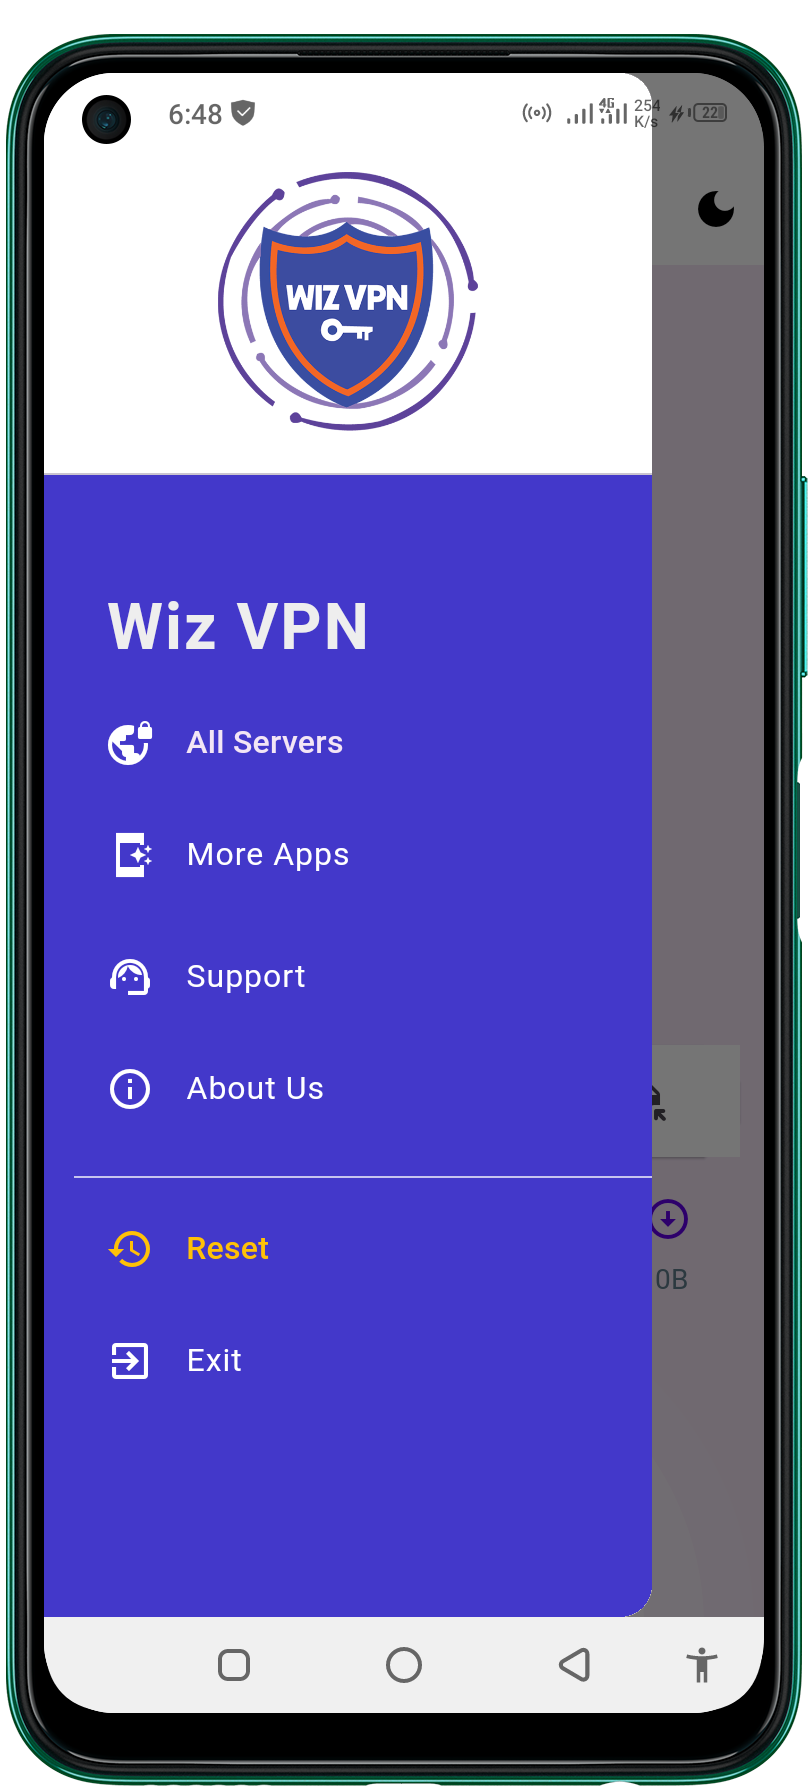 6:48
4G
254
K/s
22
WIZ VPN
Wiz VPN
All Servers
More Apps
Support
About Us
Reset
0B
Exit